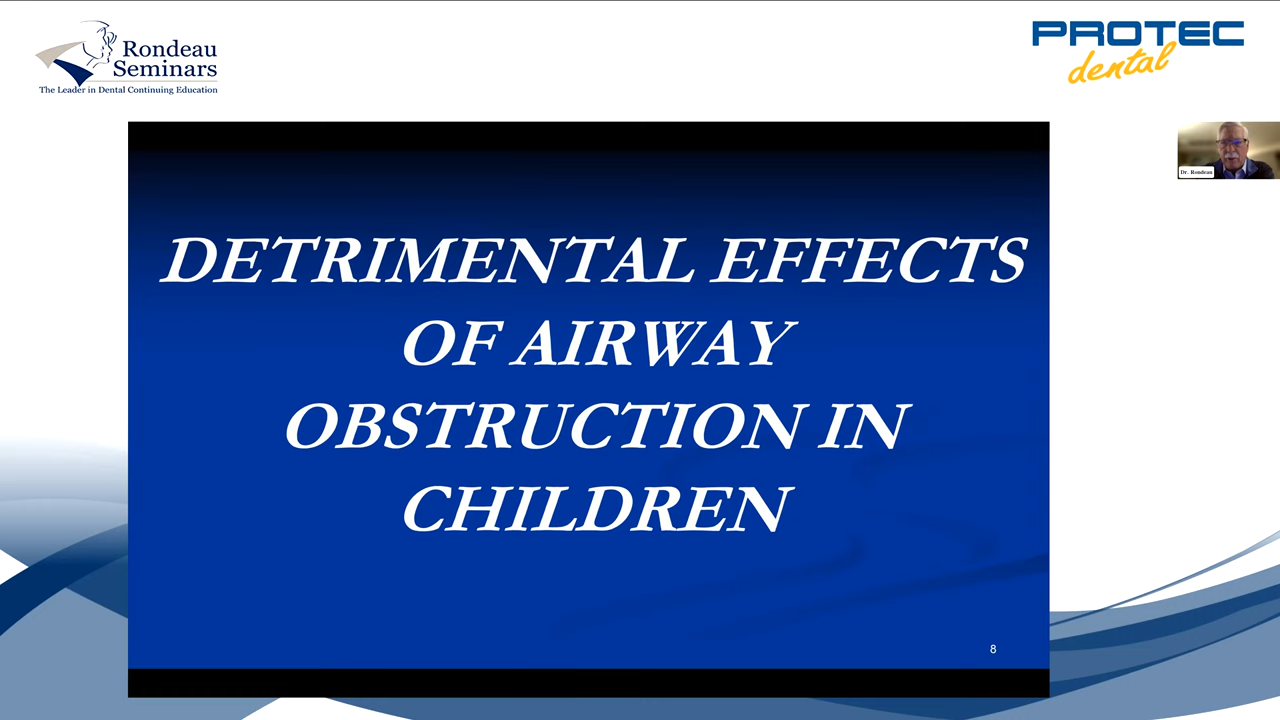 Rondeau
Seminars
The Leader in Dental Continuing Education
PROTEC
dental
Dr. Rondeau
DETRIMENTAL EFFECTS
OF AIRWAY
OBSTRUCTION IN
CHILDREN
8